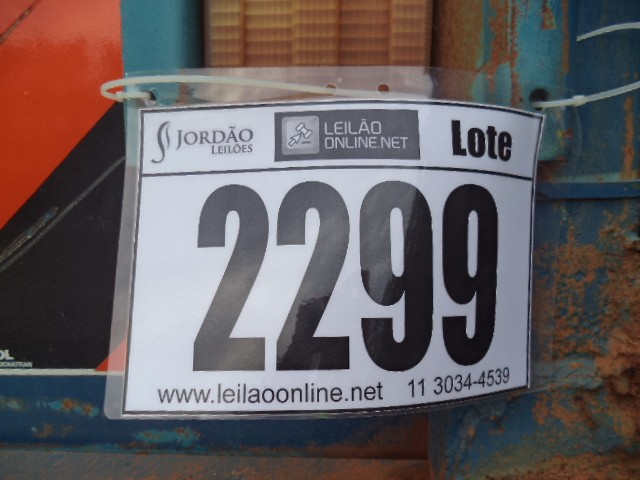 JORDÃO
LEILÕES
LEILÃO
ONLINE.NET
Lote
2299
www.leilaoonline.net 11 3034-4539